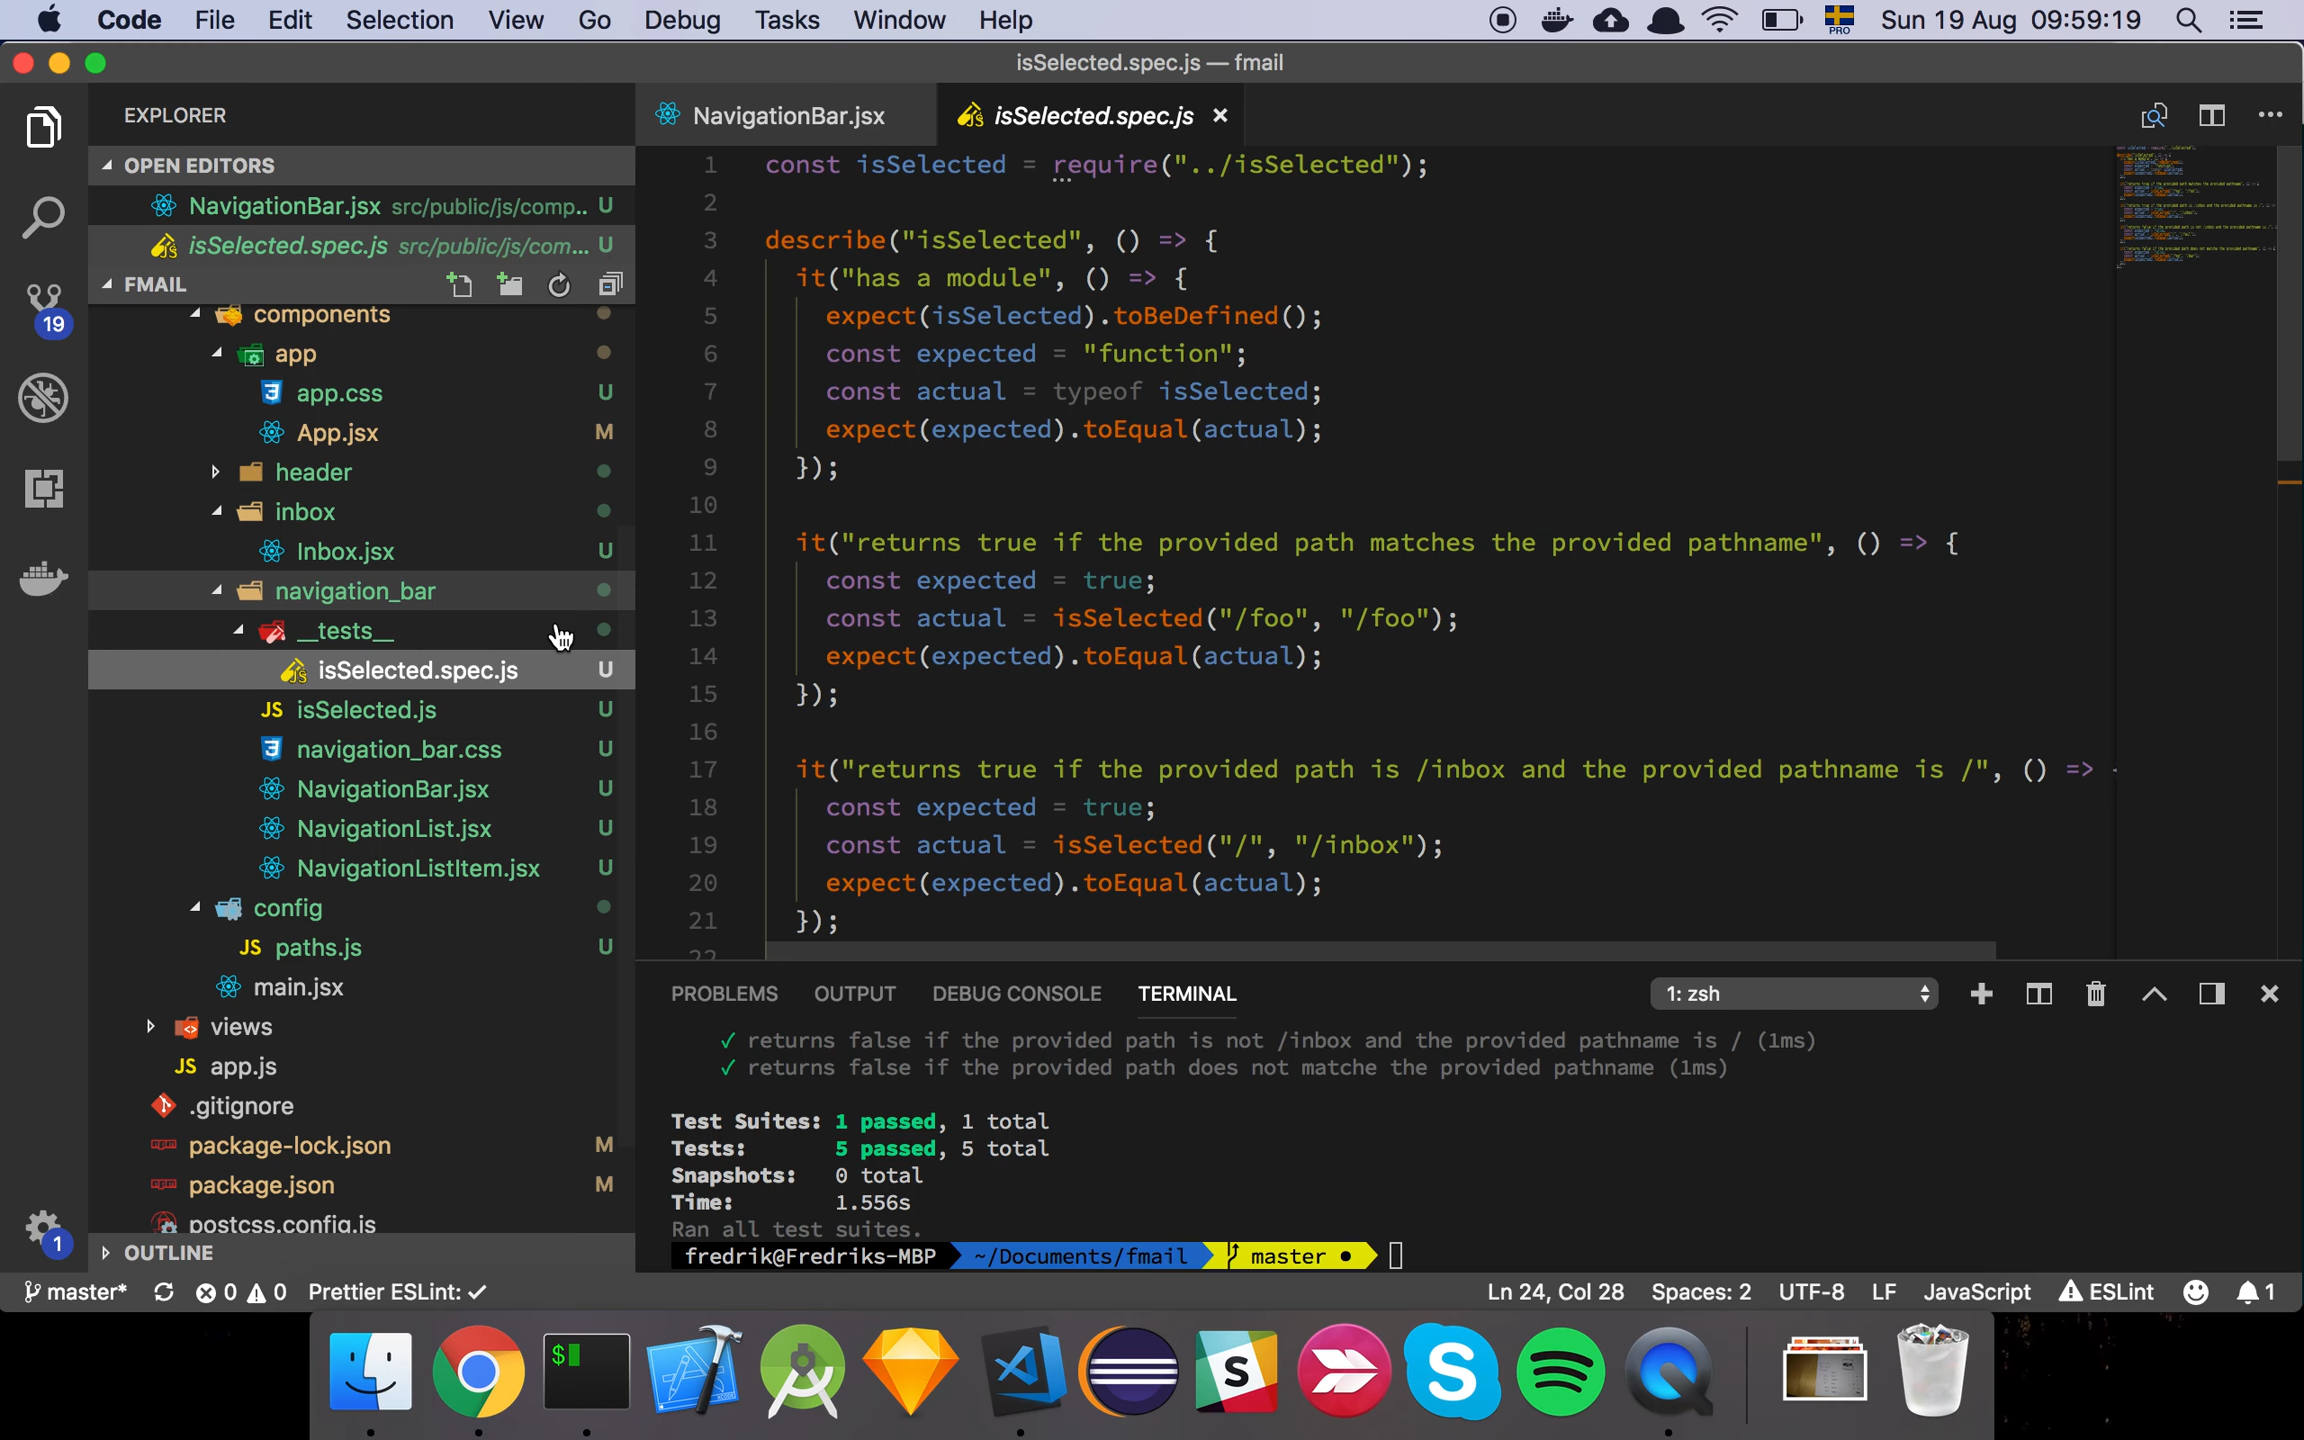 Code File Edit Selection View Go Debug Tasks Window Help PRO Sun 19 Aug 09:59:19
isSelected.spec.js — fmail
EXPLORER
OPEN EDITORS
NavigationBar.jsx src/public/js/comp... U
isSelected.spec.js src/public/js/com... U
FMAIL
19
components
app
app.css U
App.jsx M
header
inbox
Inbox.jsx U
navigation_bar
__tests__
isSelected.spec.js U
JS isSelected.js U
navigation_bar.css U
NavigationBar.jsx U
NavigationList.jsx U
NavigationListItem.jsx U
config
JS paths.js U
main.jsx
views
JS app.js
.gitignore
package-lock.json M
package.json M
postcss.config.js
1
OUTLINE
NavigationBar.jsx isSelected.spec.js
1 const isSelected = require("../isSelected");
2
3 describe("isSelected", () => {
4 it("has a module", () => {
5 expect(isSelected).toBeDefined();
6 const expected = "function";
7 const actual = typeof isSelected;
8 expect(expected).toEqual(actual);
9 });
10
11 it("returns true if the provided path matches the provided pathname", () => {
12 const expected = true;
13 const actual = isSelected("/foo", "/foo");
14 expect(expected).toEqual(actual);
15 });
16
17 it("returns true if the provided path is /inbox and the provided pathname is /", () =>
18 const expected = true;
19 const actual = isSelected("/", "/inbox");
20 expect(expected).toEqual(actual);
21 });
22
PROBLEMS OUTPUT DEBUG CONSOLE TERMINAL 1: zsh
✓ returns false if the provided path is not /inbox and the provided pathname is / (1ms)
✓ returns false if the provided path does not matche the provided pathname (1ms)
Test Suites: 1 passed, 1 total
Tests: 5 passed, 5 total
Snapshots: 0 total
Time: 1.556s
Ran all test suites.
fredrik@Fredriks-MBP ~/Documents/fmail master ●
master* 0 0 Prettier ESLint: ✓ Ln 24, Col 28 Spaces: 2 UTF-8 LF JavaScript ESLint 1
$
S
S